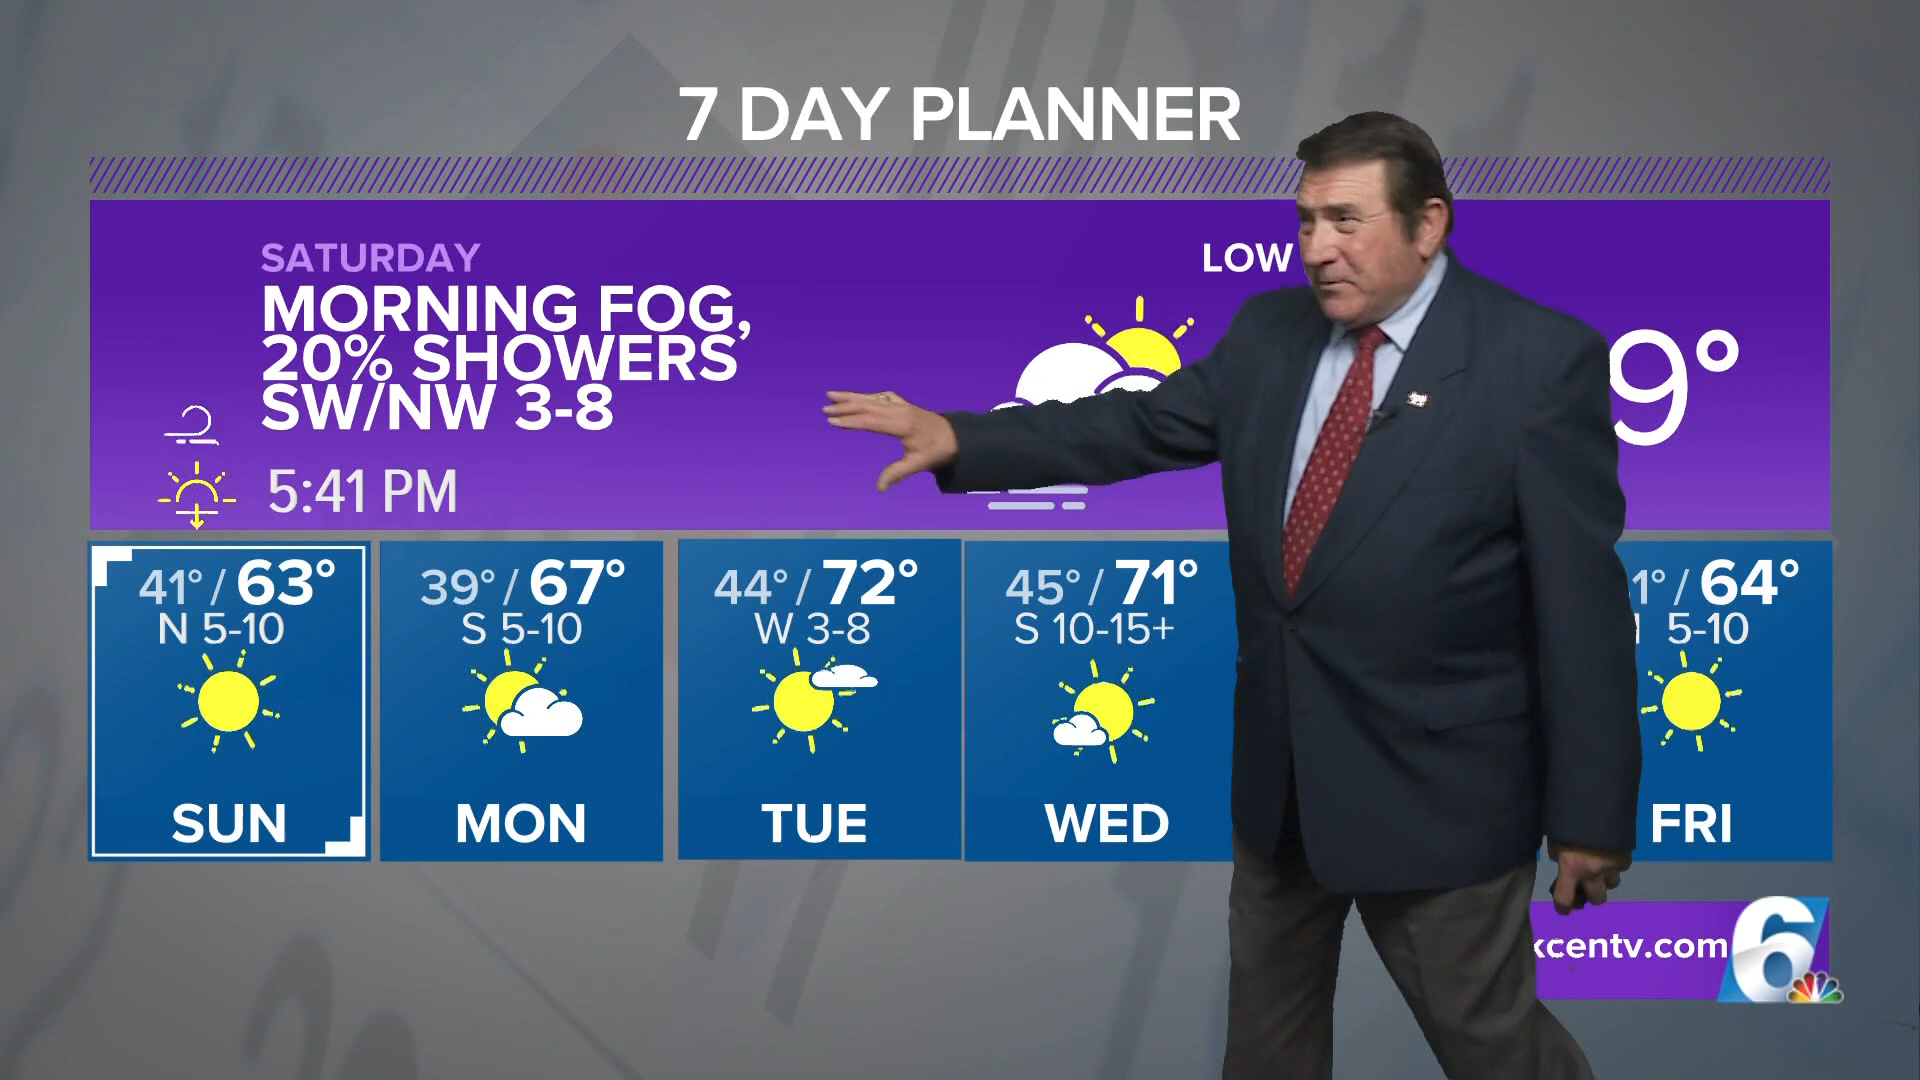 7 DAY PLANNER
SATURDAY
MORNING FOG,
20% SHOWERS
SW/NW 3-8
5:41 PM
LOW
9°
41° / 63°
N 5-10
SUN
39° / 67°
S 5-10
MON
44° / 72°
W 3-8
TUE
45° / 71°
S 10-15+
WED
1° / 64°
5-10
FRI
kcentv.com
6